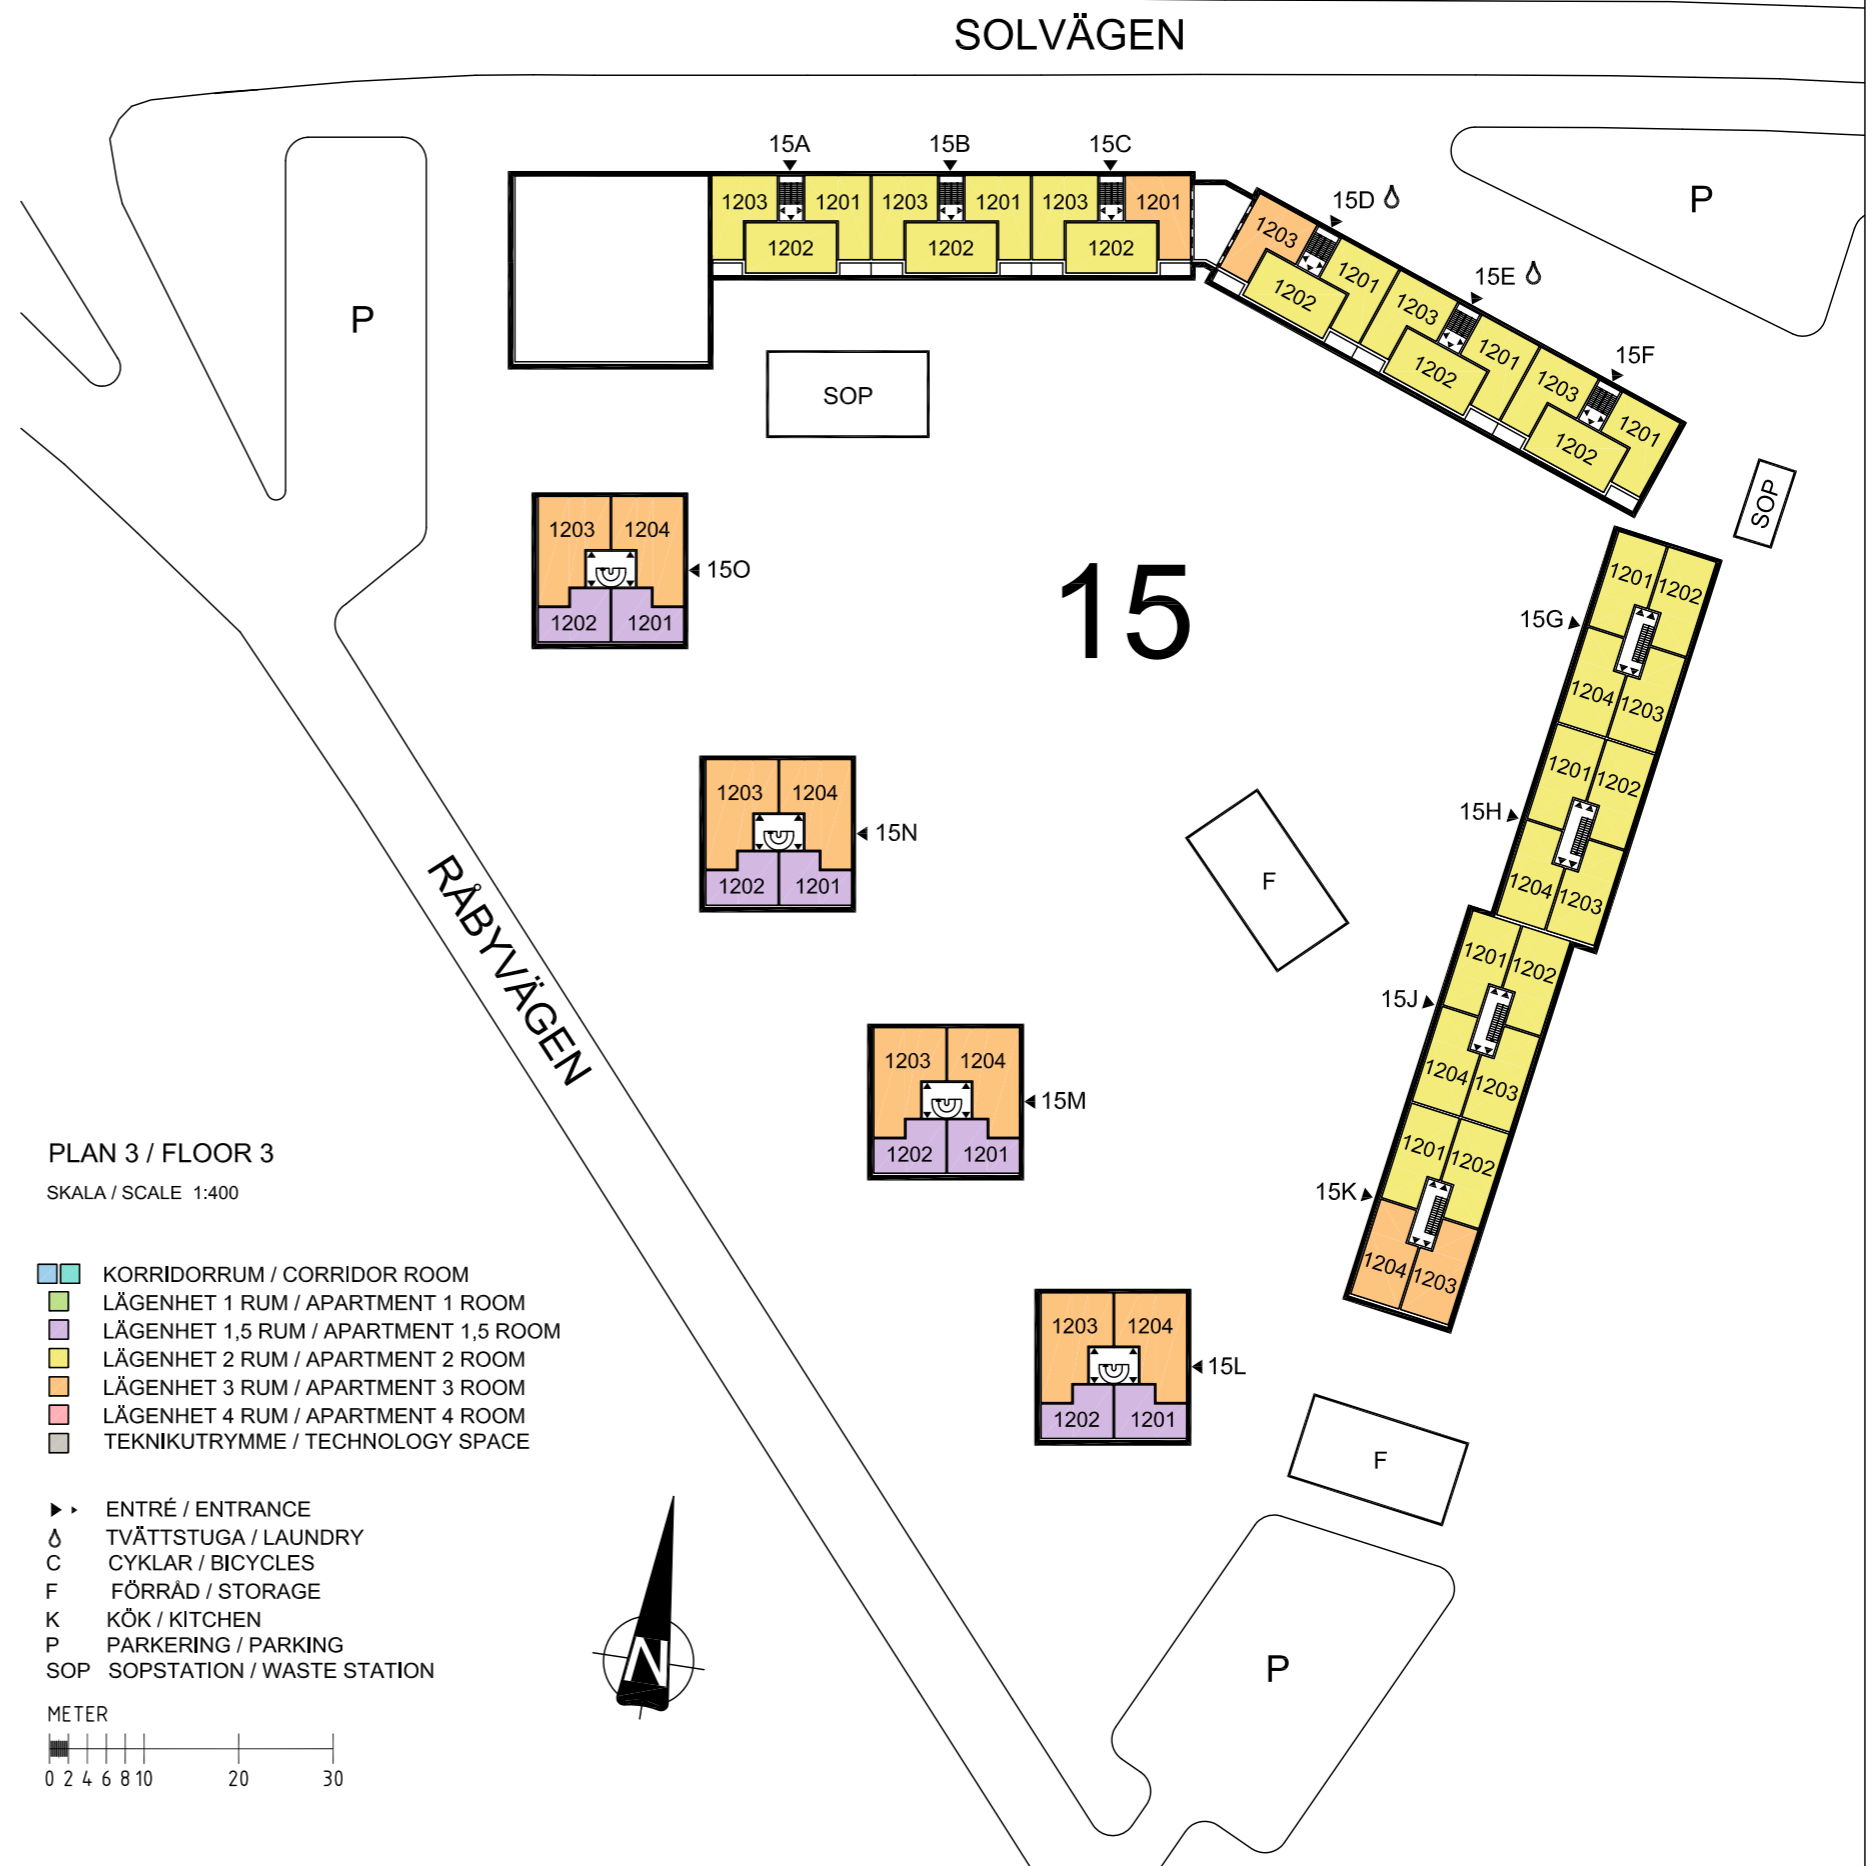 SOLVÄGEN
15A
15B
15C
1203
1201
1202
1203
1201
1202
1203
1201
1202
15D
15E
15F
1203
1201
1202
1203
1201
1202
1203
1201
1202
P
P
SOP
SOP
15
1203 1204
1202 1201
15O
1203 1204
1202 1201
15N
1203 1204
1202 1201
15M
1203 1204
1202 1201
15L
15G
1201 1202
1204 1203
15H
1201 1202
1204 1203
15J
1201 1202
1204 1203
15K
1201 1202
1204 1203
F
F
P
RÅBYVÄGEN
PLAN 3 / FLOOR 3
SKALA / SCALE 1:400
KORRIDORRUM / CORRIDOR ROOM
LÄGENHET 1 RUM / APARTMENT 1 ROOM
LÄGENHET 1,5 RUM / APARTMENT 1,5 ROOM
LÄGENHET 2 RUM / APARTMENT 2 ROOM
LÄGENHET 3 RUM / APARTMENT 3 ROOM
LÄGENHET 4 RUM / APARTMENT 4 ROOM
TEKNIKUTRYMME / TECHNOLOGY SPACE
ENTRÉ / ENTRANCE
TVÄTTSTUGA / LAUNDRY
C CYKLAR / BICYCLES
F FÖRRÅD / STORAGE
K KÖK / KITCHEN
P PARKERING / PARKING
SOP SOPSTATION / WASTE STATION
METER
0 2 4 6 8 10 20 30
N